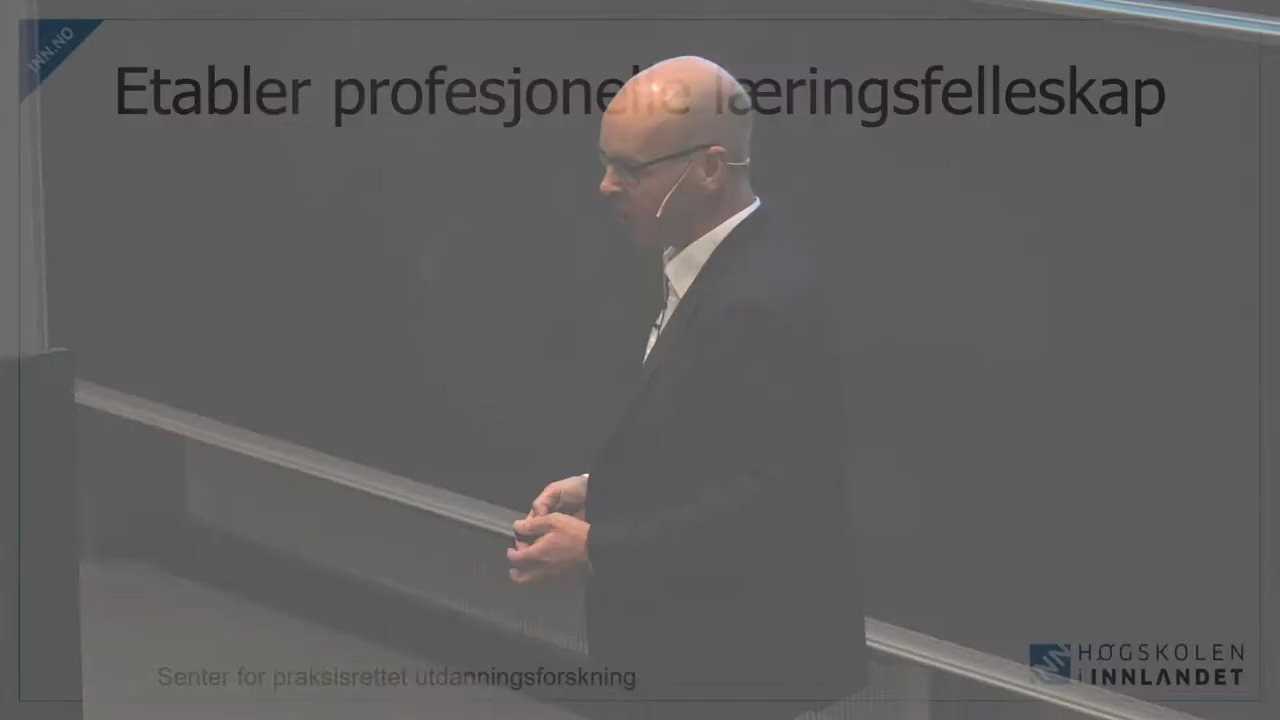 INN.NO
Etabler profesjonelle læringsfelleskap
Senter for praksisrettet utdanningsforskning
HØGSKOLEN
i INNLANDET